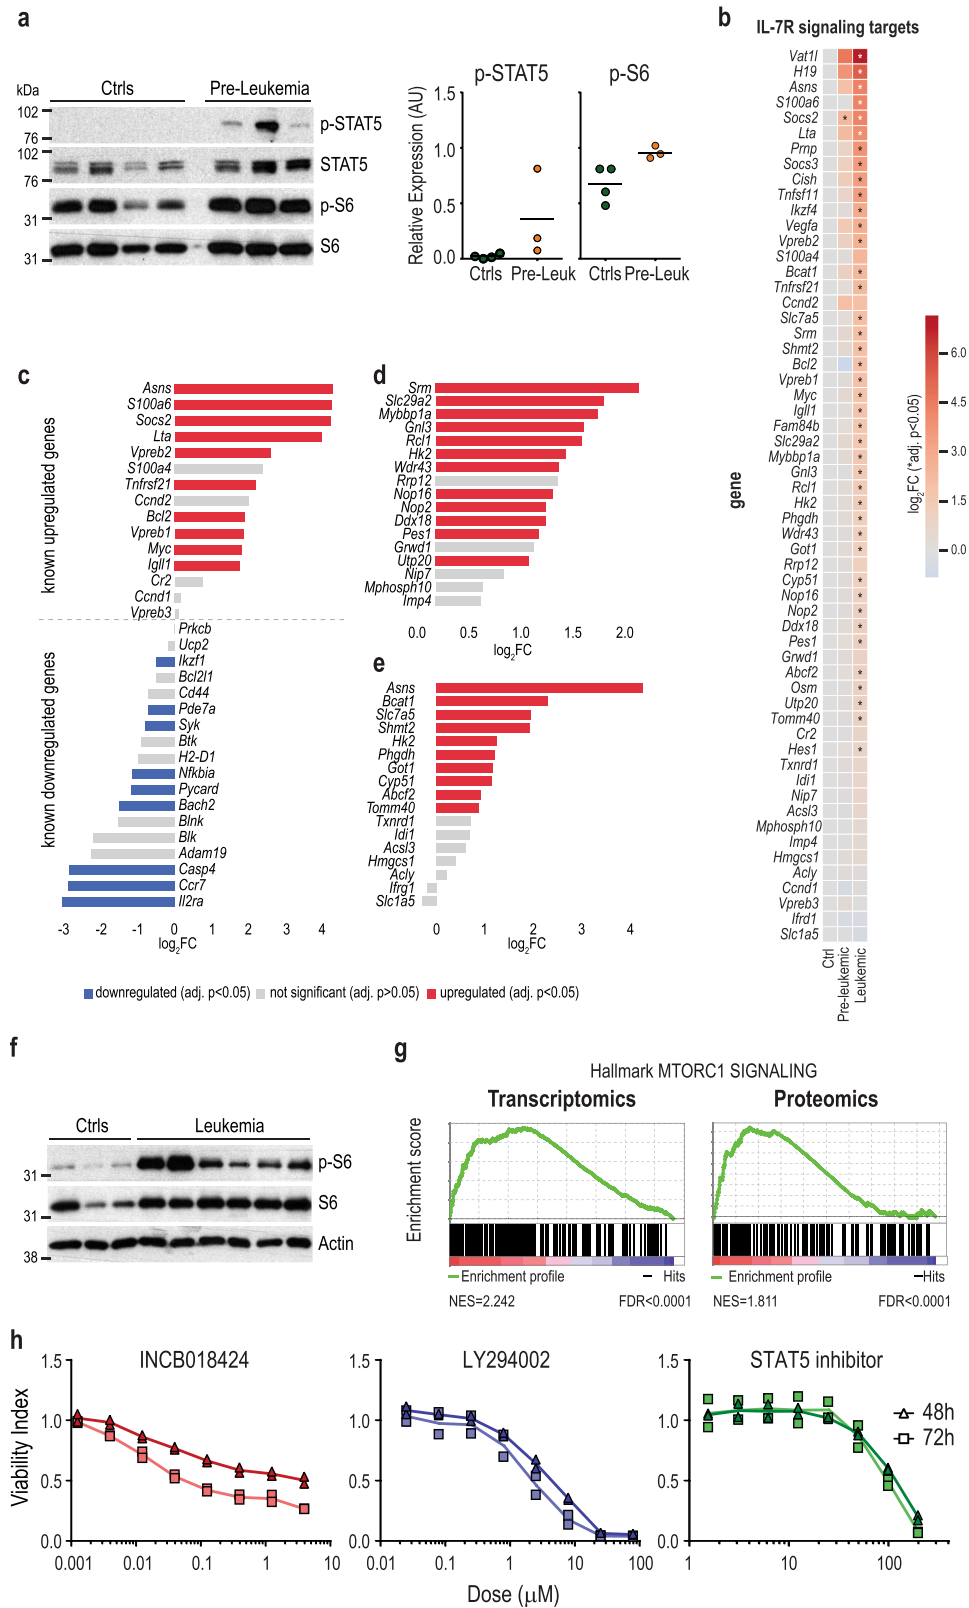 a
kDa
Ctrls
Pre-Leukemia
102
76
p-STAT5
102
76
STAT5
31
p-S6
31
S6
p-STAT5
p-S6
Relative Expression (AU)
1.5
1.0
0.5
0.0
Ctrls
Pre-Leuk
Ctrls
Pre-Leuk
b
IL-7R signaling targets
Vat1l
H19
Asns
S100a6
Socs2
Lta
Prnp
Socs3
Cish
Tnfsf11
Ikzf4
Vegfa
Vpreb2
S100a4
Bcat1
Tnfrsf21
Ccnd2
Slc7a5
Srm
Shmt2
Bcl2
Vpreb1
Myc
Igll1
Fam84b
Slc29a2
Mybbp1a
Gnl3
Rcl1
Hk2
Phgdh
Wdr43
Got1
Rrp12
Cyp51
Nop16
Nop2
Ddx18
Pes1
Grwd1
Abcf2
Osm
Utp20
Tomm40
Cr2
Hes1
Txnrd1
Idi1
Nip7
Acsl3
Mphosph10
Imp4
Hmgcs1
Acly
Ccnd1
Vpreb3
Ifrd1
Slc1a5
gene
Ctrl
Pre-leukemic
Leukemic
log2FC (*adj. p<0.05)
6.0
4.5
3.0
1.5
0.0
c
known upregulated genes
Asns
S100a6
Socs2
Lta
Vpreb2
S100a4
Tnfrsf21
Ccnd2
Bcl2
Vpreb1
Myc
Igll1
Cr2
Ccnd1
Vpreb3
known downregulated genes
Prkcb
Ucp2
Ikzf1
Bcl2l1
Cd44
Pde7a
Syk
Btk
H2-D1
Nfkbia
Pycard
Bach2
Blnk
Blk
Adam19
Casp4
Ccr7
Il2ra
-3 -2 -1 0 1 2 3 4
log2FC
d
Srm
Slc29a2
Mybbp1a
Gnl3
Rcl1
Hk2
Wdr43
Rrp12
Nop16
Nop2
Ddx18
Pes1
Grwd1
Utp20
Nip7
Mphosph10
Imp4
0.0 0.5 1.0 1.5 2.0
log2FC
e
Asns
Bcat1
Slc7a5
Shmt2
Hk2
Phgdh
Got1
Cyp51
Abcf2
Tomm40
Txnrd1
Idi1
Acsl3
Hmgcs1
Acly
Ifrg1
Slc1a5
0 1 2 3 4
log2FC
downregulated (adj. p<0.05) not significant (adj. p>0.05) upregulated (adj. p<0.05)
f
Ctrls
Leukemia
31
p-S6
31
S6
38
Actin
g
Hallmark MTORC1 SIGNALING
Transcriptomics
Proteomics
Enrichment score
Enrichment profile
Hits
NES=2.242
FDR<0.0001
Enrichment profile
Hits
NES=1.811
FDR<0.0001
h
INCB018424
LY294002
STAT5 inhibitor
Viability Index
1.5
1.0
0.5
0.0
0.001 0.01 0.1 1 10
1.5
1.0
0.5
0.0
0.01 0.1 1 10 100
1.5
1.0
0.5
0.0
1 10 100
48h
72h
Dose (μM)